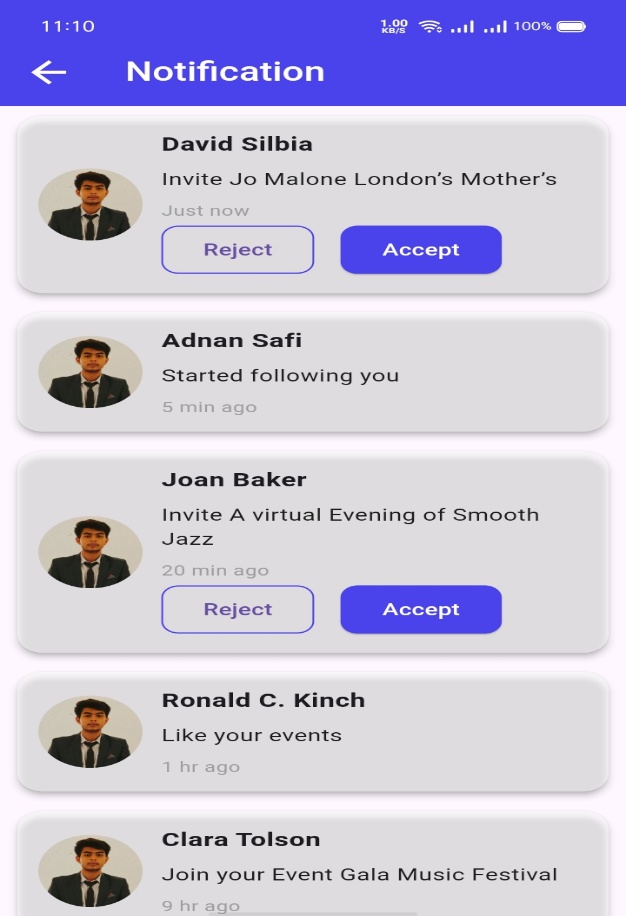 11:10 1.00 KB/S 100%
Notification
David Silbia
Invite Jo Malone London’s Mother’s
Just now
Reject Accept
Adnan Safi
Started following you
5 min ago
Joan Baker
Invite A virtual Evening of Smooth
Jazz
20 min ago
Reject Accept
Ronald C. Kinch
Like your events
1 hr ago
Clara Tolson
Join your Event Gala Music Festival
9 hr ago